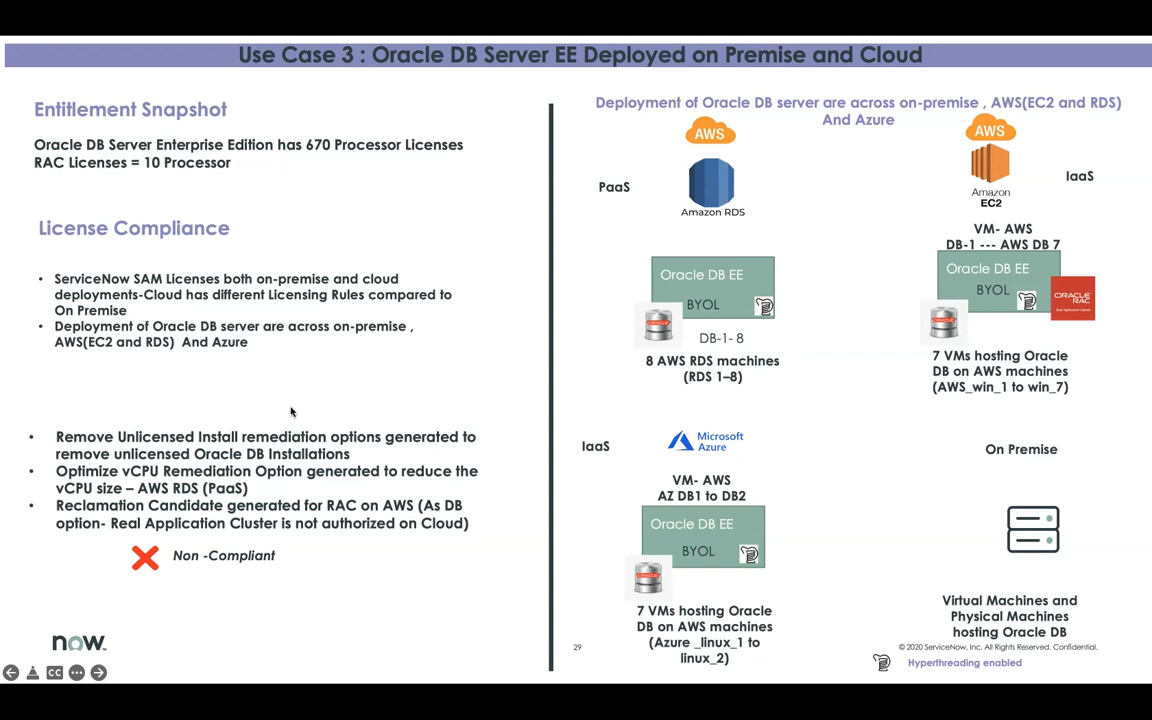 Use Case 3 : Oracle DB Server EE Deployed on Premise and Cloud
Entitlement Snapshot
Oracle DB Server Enterprise Edition has 670 Processor Licenses
RAC Licenses = 10 Processor
License Compliance
• ServiceNow SAM Licenses both on-premise and cloud
deployments-Cloud has different Licensing Rules compared to
On Premise
• Deployment of Oracle DB server are across on-premise ,
AWS(EC2 and RDS) And Azure
• Remove Unlicensed Install remediation options generated to
remove unlicensed Oracle DB Installations
• Optimize vCPU Remediation Option generated to reduce the
vCPU size – AWS RDS (PaaS)
• Reclamation Candidate generated for RAC on AWS (As DB
option- Real Application Cluster is not authorized on Cloud)
Non -Compliant
now
CC
Deployment of Oracle DB server are across on-premise , AWS(EC2 and RDS)
And Azure
AWS
PaaS
Amazon RDS
Oracle DB EE
BYOL
ORACLE
DB-1- 8
8 AWS RDS machines
(RDS 1–8)
AWS
IaaS
Amazon
EC2
VM- AWS
DB-1 --- AWS DB 7
Oracle DB EE
BYOL
ORACLE
ORACLE
RAC
7 VMs hosting Oracle
DB on AWS machines
(AWS_win_1 to win_7)
IaaS
Microsoft
Azure
VM- AWS
AZ DB1 to DB2
Oracle DB EE
BYOL
ORACLE
7 VMs hosting Oracle
DB on AWS machines
(Azure _linux_1 to
linux_2)
On Premise
Virtual Machines and
Physical Machines
hosting Oracle DB
29
© 2020 ServiceNow, Inc. All Rights Reserved. Confidential.
Hyperthreading enabled